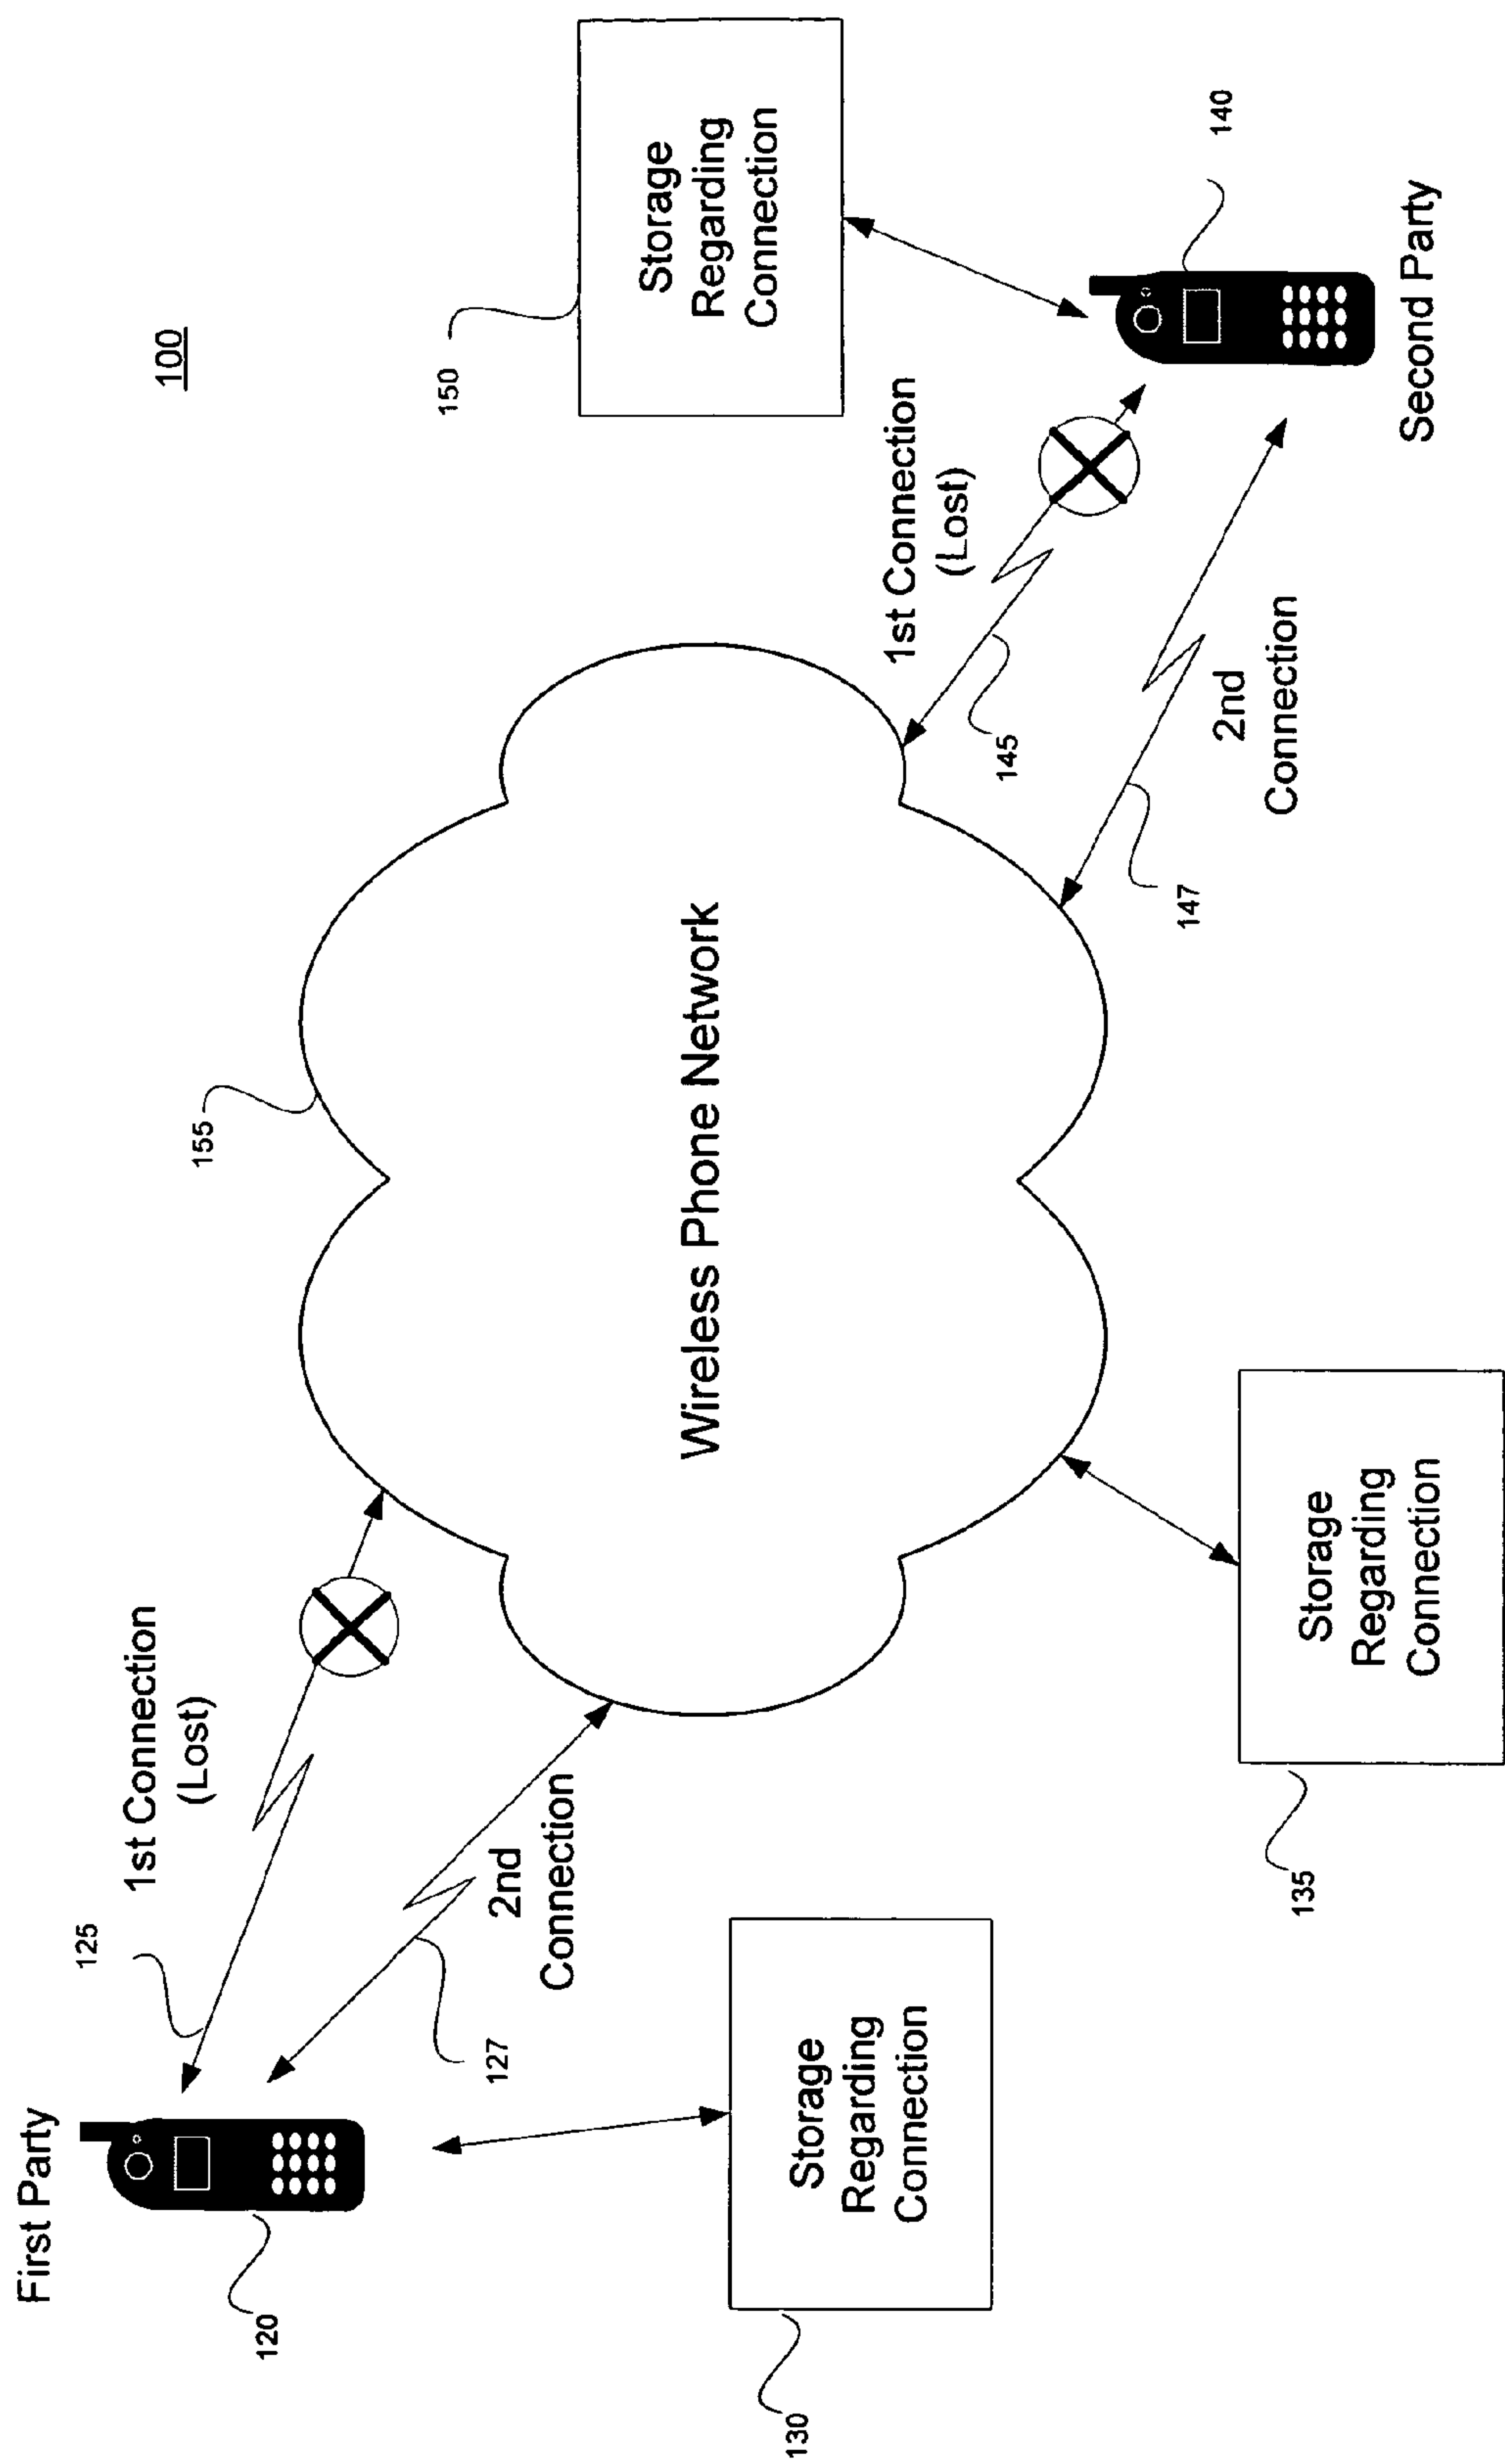 100
First Party
120
125
1st Connection
(Lost)
127
2nd
Connection
Storage
Regarding
Connection
130
155
Wireless Phone Network
Storage
Regarding
Connection
135
150
Storage
Regarding
Connection
1st Connection
(Lost)
145
2nd
Connection
147
140
Second Party